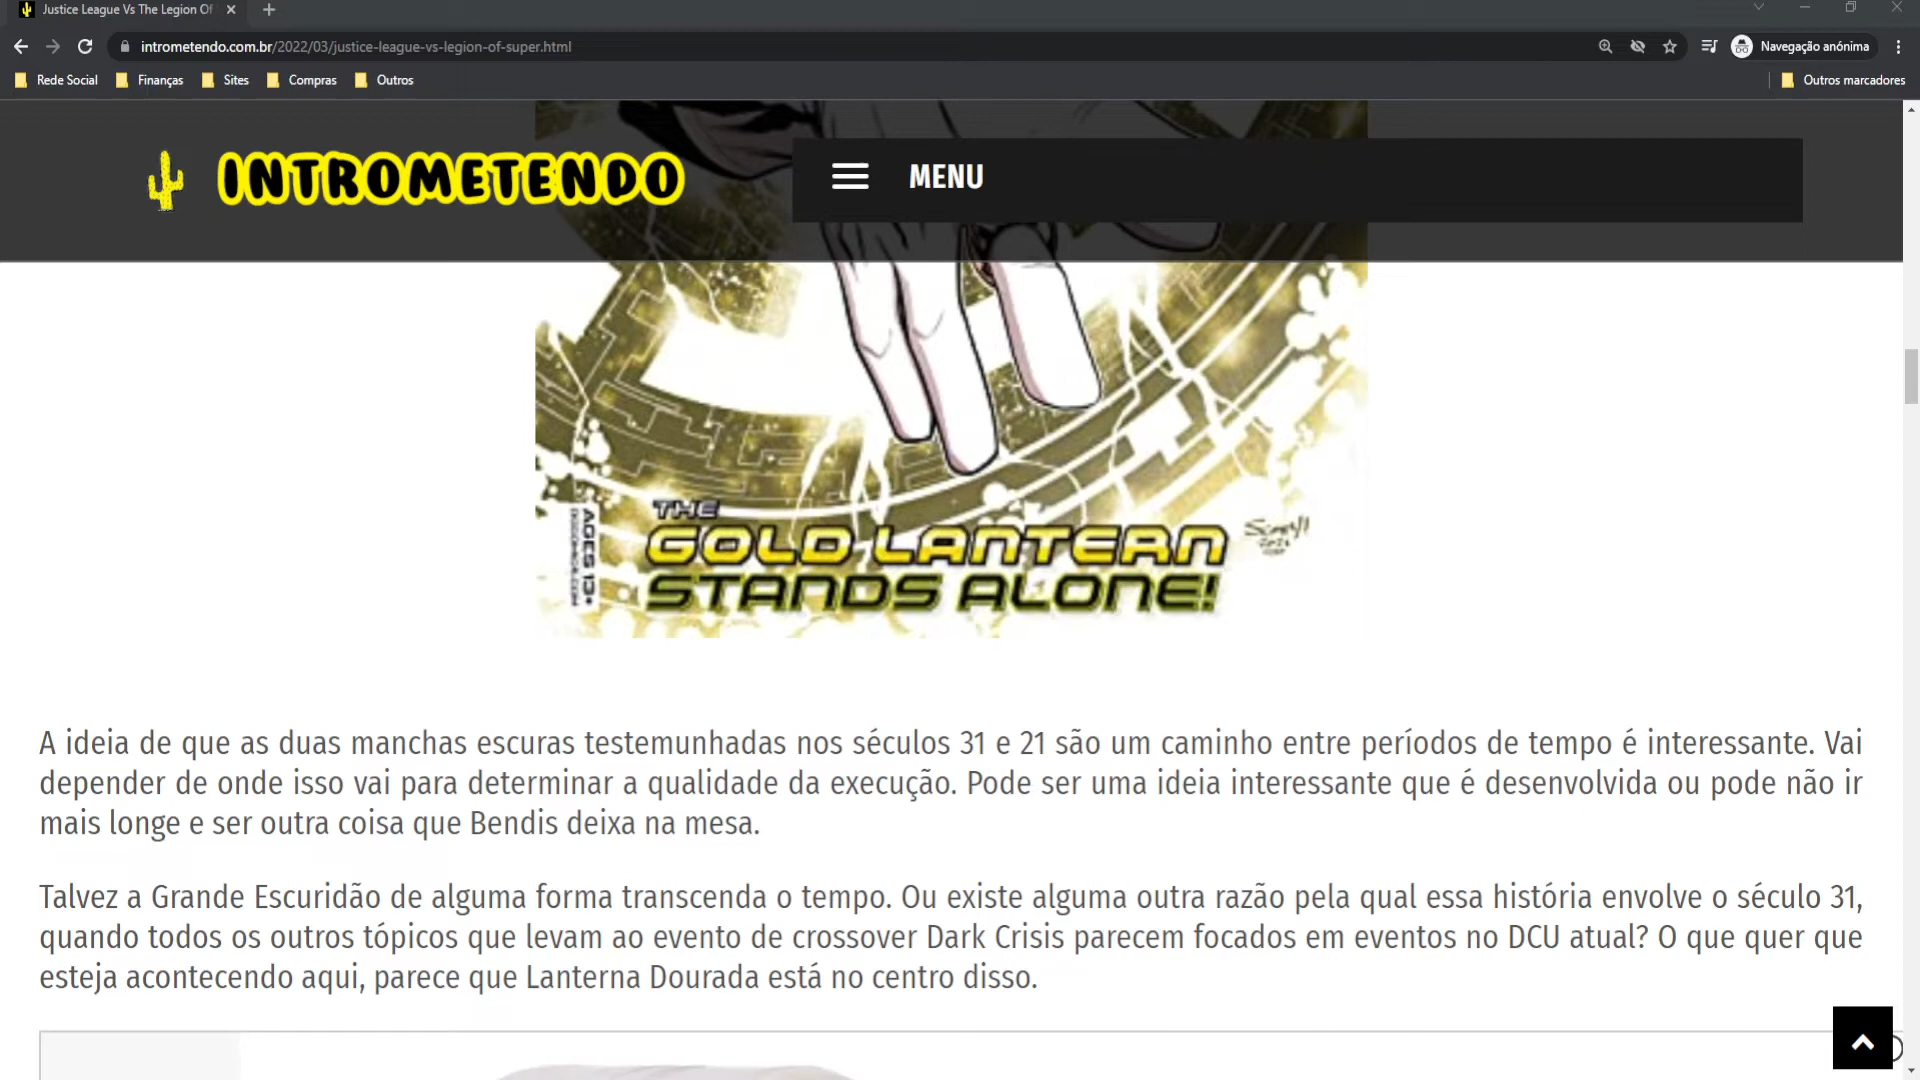 Justice League Vs The Legion Of
intrometendo.com.br/2022/03/justice-league-vs-legion-of-super.html
Navegação anónima
Rede Social
Finanças
Sites
Compras
Outros
Outros marcadores
INTROMETENDO
MENU
THE
GOLD LANTERN
STANDS ALONE!
AGES 13+
A ideia de que as duas manchas escuras testemunhadas nos séculos 31 e 21 são um caminho entre períodos de tempo é interessante. Vai
depender de onde isso vai para determinar a qualidade da execução. Pode ser uma ideia interessante que é desenvolvida ou pode não ir
mais longe e ser outra coisa que Bendis deixa na mesa.
Talvez a Grande Escuridão de alguma forma transcenda o tempo. Ou existe alguma outra razão pela qual essa história envolve o século 31,
quando todos os outros tópicos que levam ao evento de crossover Dark Crisis parecem focados em eventos no DCU atual? O que quer que
esteja acontecendo aqui, parece que Lanterna Dourada está no centro disso.